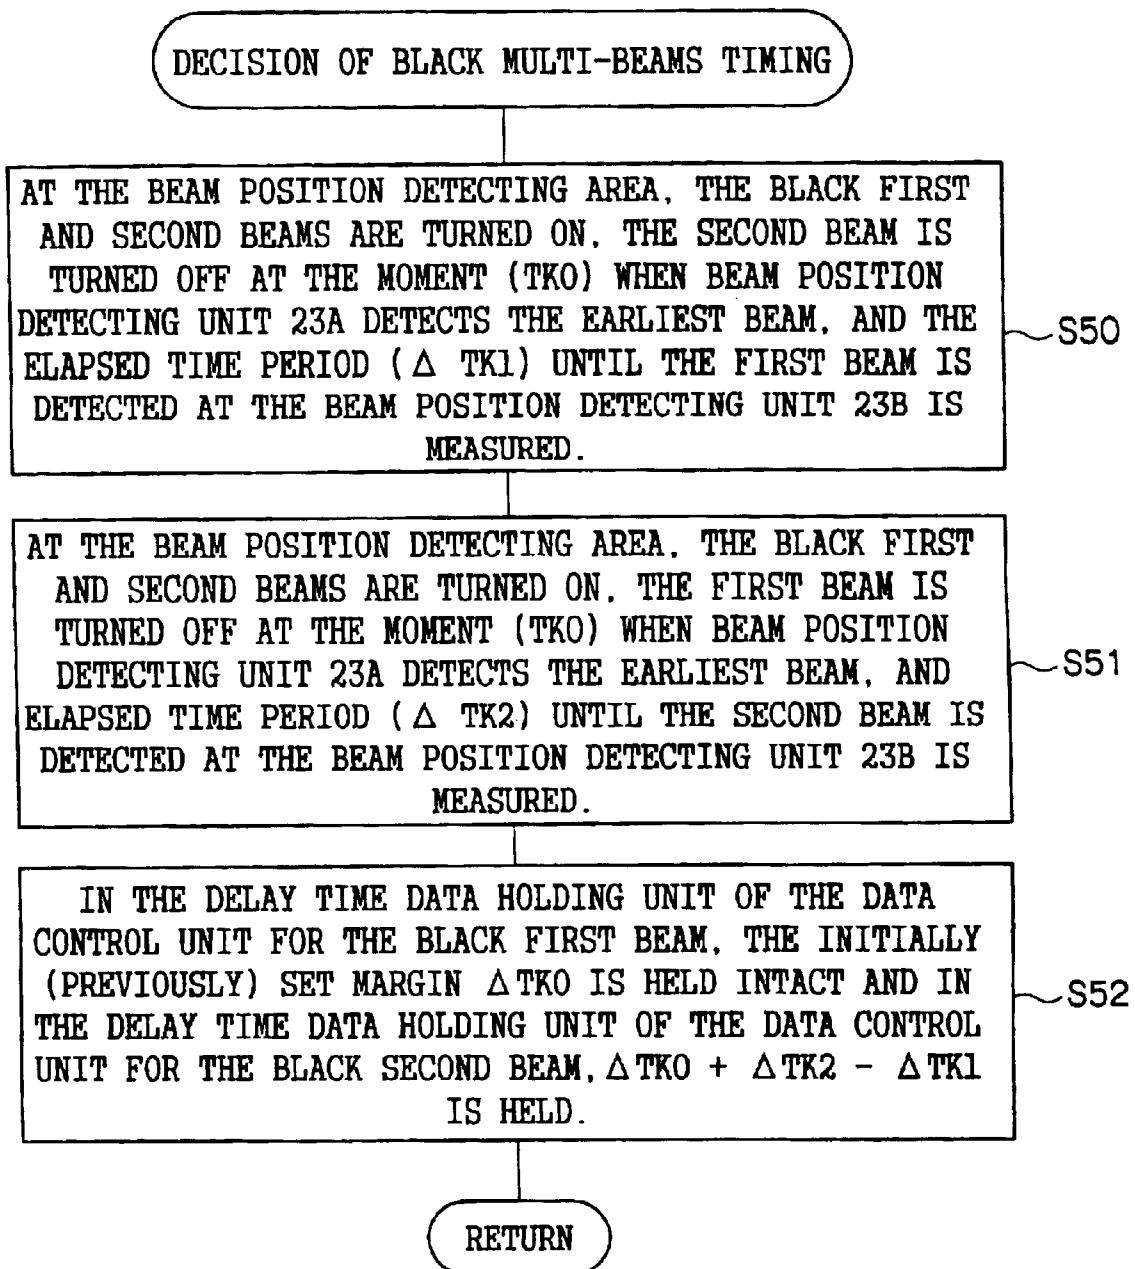 DECISION OF BLACK MULTI-BEAMS TIMING
AT THE BEAM POSITION DETECTING AREA, THE BLACK FIRST
AND SECOND BEAMS ARE TURNED ON. THE SECOND BEAM IS
TURNED OFF AT THE MOMENT (TK0) WHEN BEAM POSITION
DETECTING UNIT 23A DETECTS THE EARLIEST BEAM, AND THE
ELAPSED TIME PERIOD (Δ TK1) UNTIL THE FIRST BEAM IS
DETECTED AT THE BEAM POSITION DETECTING UNIT 23B IS
MEASURED.
S50
AT THE BEAM POSITION DETECTING AREA, THE BLACK FIRST
AND SECOND BEAMS ARE TURNED ON. THE FIRST BEAM IS
TURNED OFF AT THE MOMENT (TK0) WHEN BEAM POSITION
DETECTING UNIT 23A DETECTS THE EARLIEST BEAM, AND
ELAPSED TIME PERIOD (Δ TK2) UNTIL THE SECOND BEAM IS
DETECTED AT THE BEAM POSITION DETECTING UNIT 23B IS
MEASURED.
S51
IN THE DELAY TIME DATA HOLDING UNIT OF THE DATA
CONTROL UNIT FOR THE BLACK FIRST BEAM, THE INITIALLY
(PREVIOUSLY) SET MARGIN ΔTK0 IS HELD INTACT AND IN
THE DELAY TIME DATA HOLDING UNIT OF THE DATA CONTROL
UNIT FOR THE BLACK SECOND BEAM, ΔTK0 + ΔTK2 - ΔTK1
IS HELD.
S52
RETURN